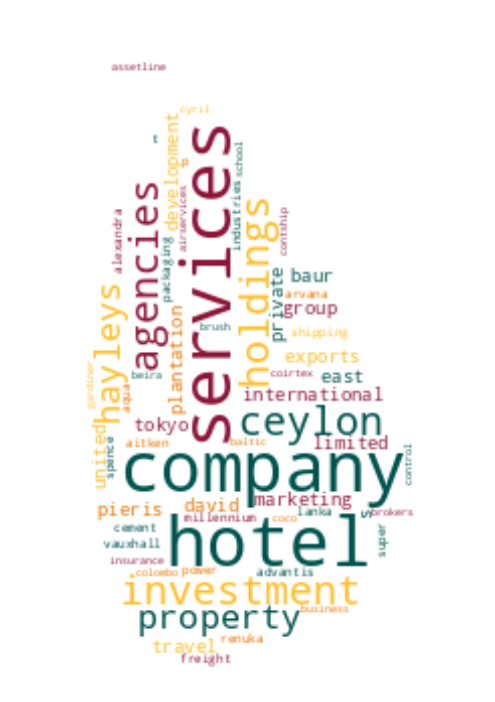 assetline
cyril
t
p
services
development
school
agencies
airservices
industries
holdings
alexandra
contship
packaging
private
baur
hayleys
arvana
group
plantation
brush
shipping
exports
gardiner
beira
coirtex
east
aqua
international
tokyo
ceylon
united
spence
aitken
baltic
limited
control
company
pieris
david
marketing
millennium
coco
lanka
s
brokers
cement
hotel
super
vauxhall
insurance
colombo
power
advantis
investment
property
business
travel
renuka
freight